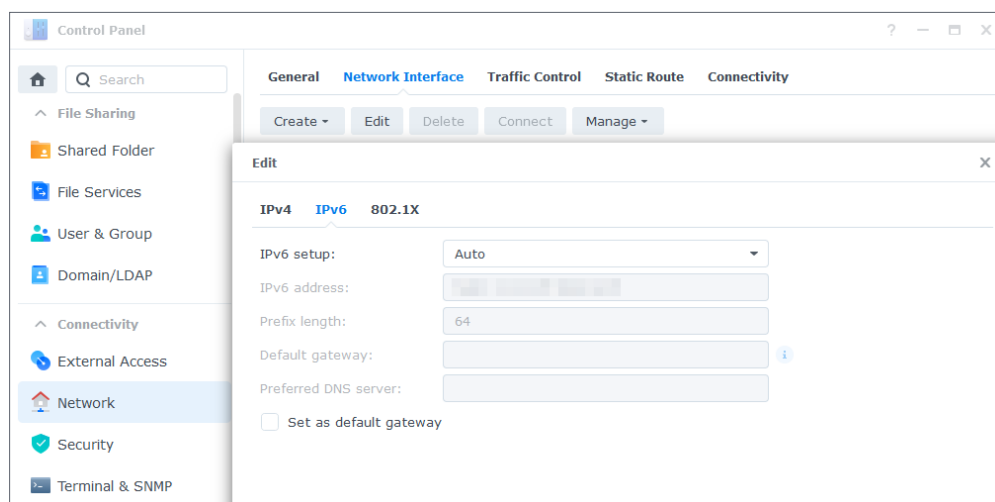 Control Panel
?
Search
General Network Interface Traffic Control Static Route Connectivity
File Sharing
Create Edit Delete Connect Manage
Shared Folder
Edit
File Services
IPv4 IPv6 802.1X
User & Group
IPv6 setup: Auto
Domain/LDAP
IPv6 address:
Prefix length: 64
Connectivity
Default gateway:
External Access
Preferred DNS server:
Network
Set as default gateway
Security
Terminal & SNMP